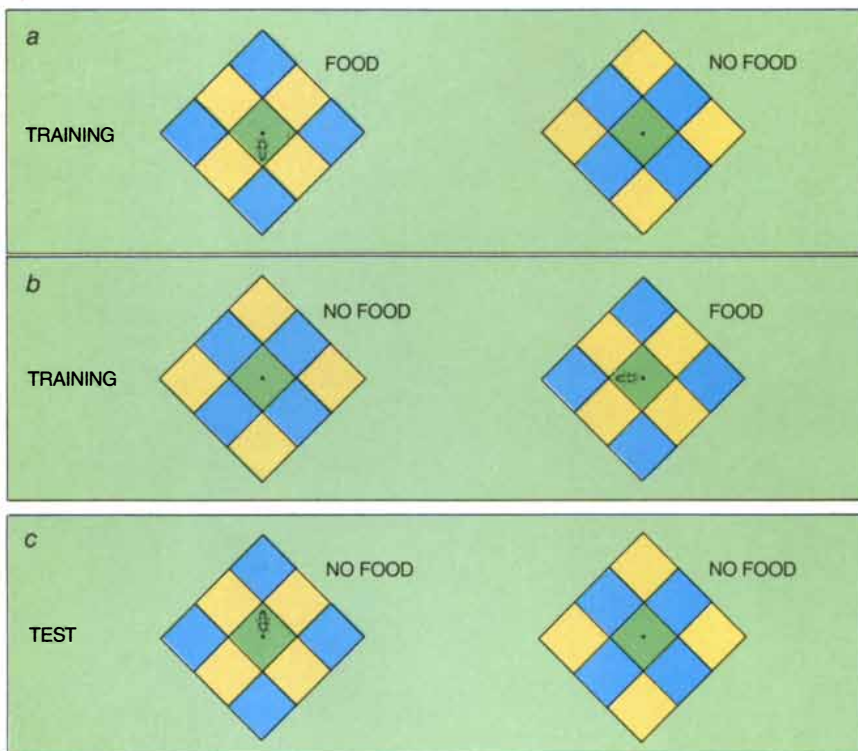 a
FOOD
NO FOOD
TRAINING
b
NO FOOD
FOOD
TRAINING
c
NO FOOD
NO FOOD
TEST